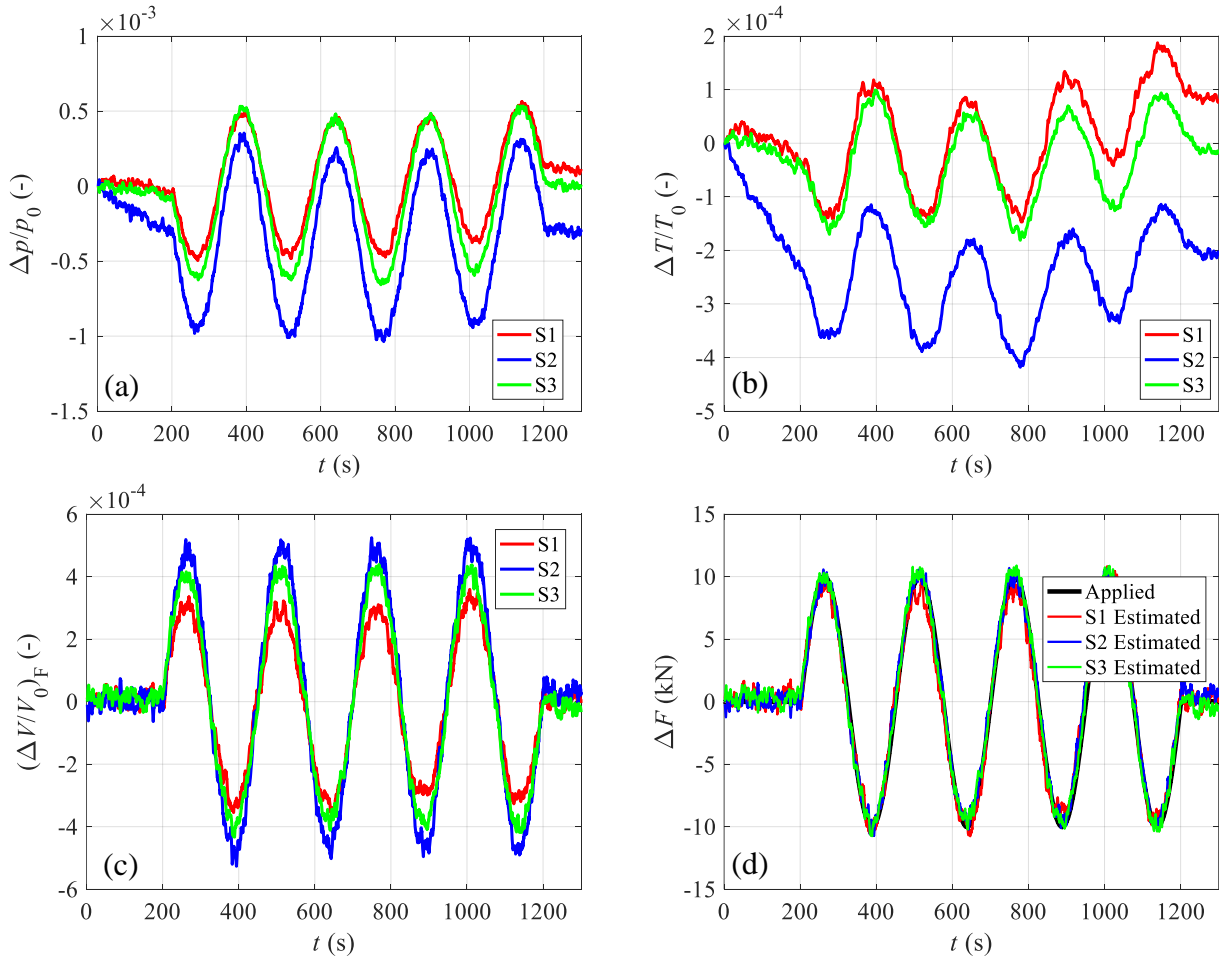 ×10⁻³
1
0.5
0
-0.5
-1
-1.5
Δp/p₀ (-)
S1
S2
S3
(a)
0 200 400 600 800 1000 1200
t (s)
×10⁻⁴
2
1
0
-1
-2
-3
-4
-5
ΔT/T₀ (-)
S1
S2
S3
(b)
0 200 400 600 800 1000 1200
t (s)
×10⁻⁴
6
4
2
0
-2
-4
-6
(ΔV/V₀)F (-)
S1
S2
S3
(c)
0 200 400 600 800 1000 1200
t (s)
15
10
5
0
-5
-10
-15
ΔF (kN)
Applied
S1 Estimated
S2 Estimated
S3 Estimated
(d)
0 200 400 600 800 1000 1200
t (s)